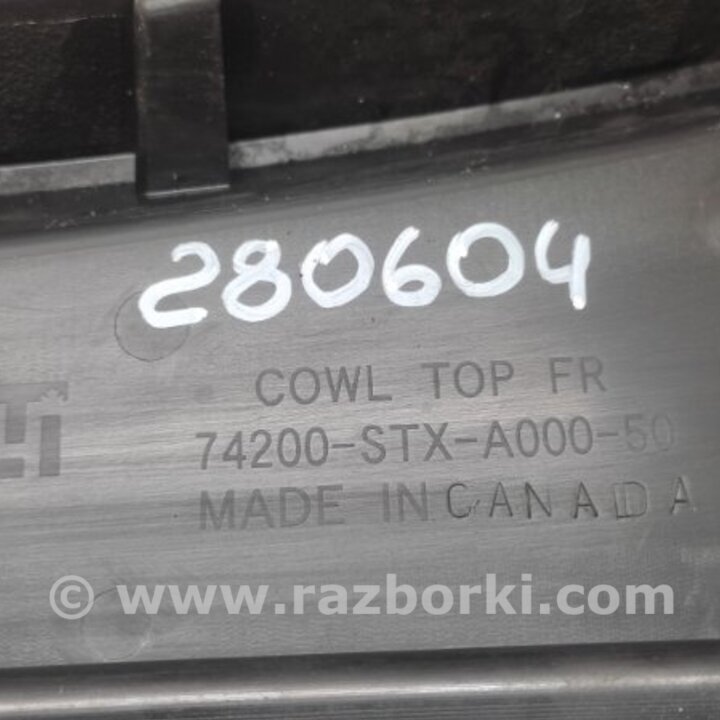 280604
COWL TOP FR
74200-STX-A000-50
MADE IN CANADA
© www.razborki.com